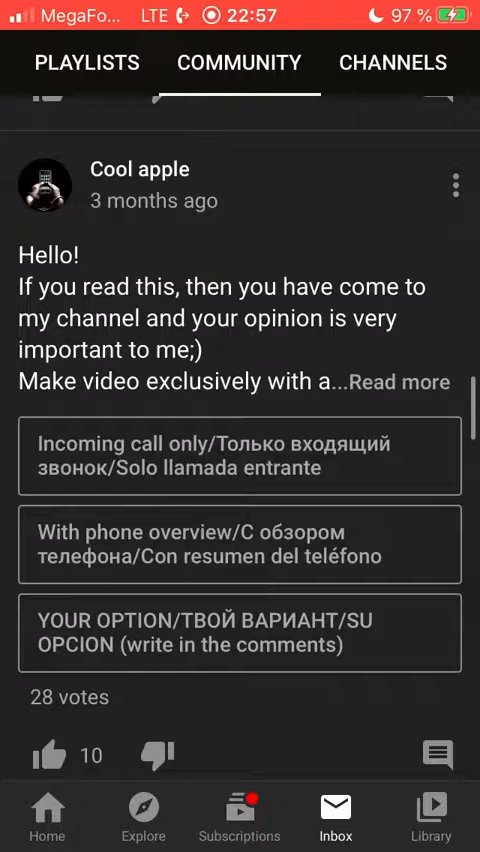 MegaFo... LTE 22:57 97 %
PLAYLISTS COMMUNITY CHANNELS
Cool apple
3 months ago
Hello!
If you read this, then you have come to
my channel and your opinion is very
important to me;)
Make video exclusively with a...Read more
Incoming call only/Только входящий
звонок/Solo llamada entrante
With phone overview/С обзором
телефона/Con resumen del teléfono
YOUR OPTION/ТВОЙ ВАРИАНТ/SU
OPCION (write in the comments)
28 votes
10
Home Explore Subscriptions Inbox Library